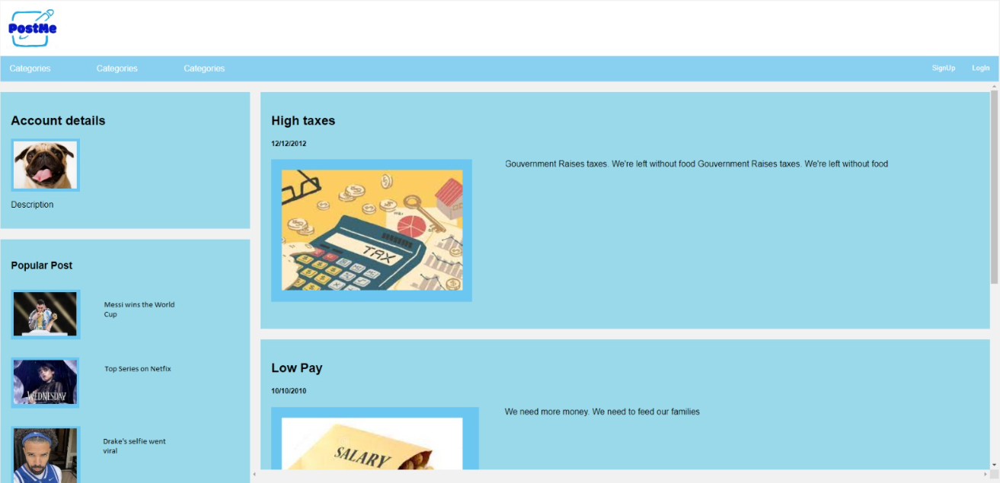 PostMe
Categories
Categories
Categories
SignUp
LogIn
Account details
Description
Popular Post
Messi wins the World
Cup
Top Series on Netfix
WEDNESDAY
Drake's selfie went
viral
High taxes
12/12/2012
TAX
Gouvernment Raises taxes. We're left without food Gouvernment Raises taxes. We're left without food
Low Pay
10/10/2010
SALARY
We need more money. We need to feed our families